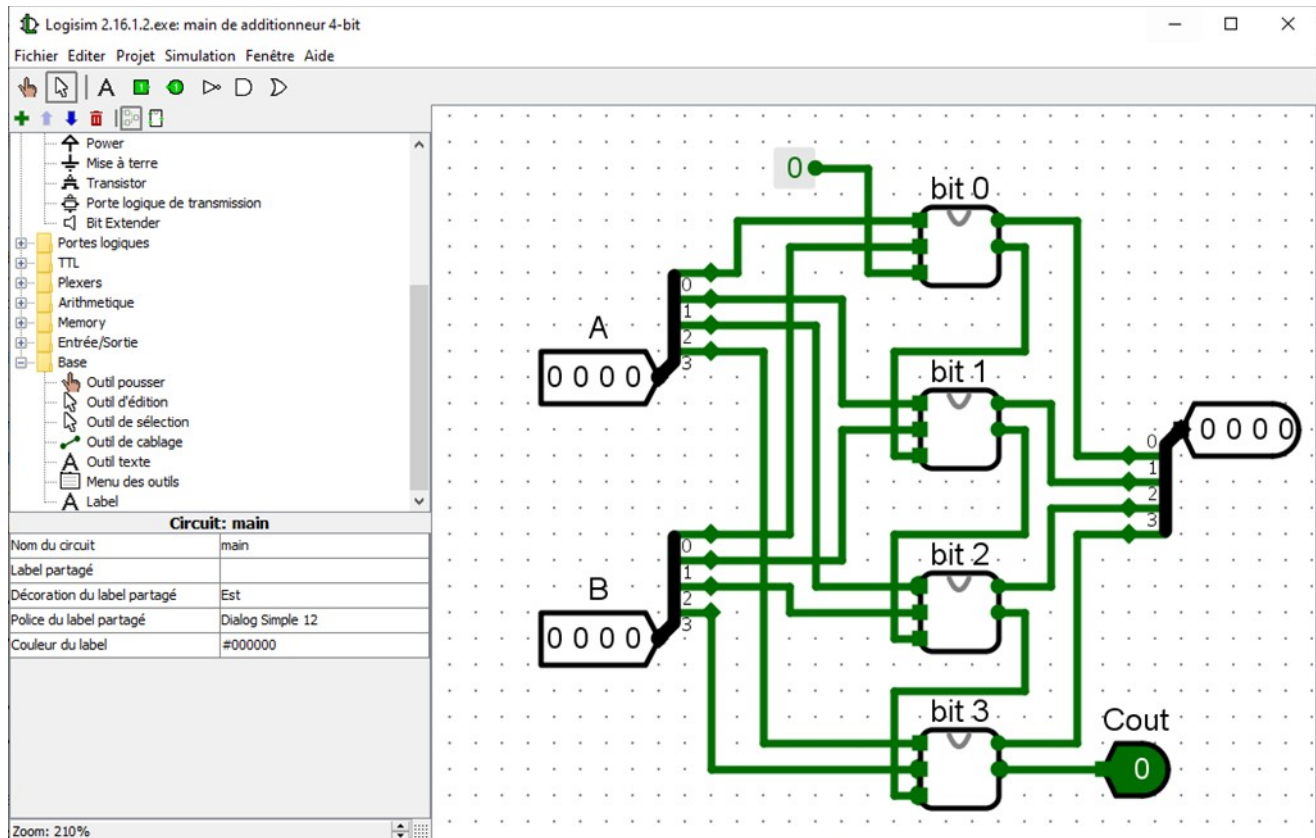 Logisim 2.16.1.2.exe: main de additionneur 4-bit
Fichier Editer Projet Simulation Fenêtre Aide
A 1 1
Power
Mise à terre
Transistor
Porte logique de transmission
Bit Extender
Portes logiques
TTL
Plexers
Arithmetique
Memory
Entrée/Sortie
Base
Outil pousser
Outil d'édition
Outil de sélection
Outil de cablage
A Outil texte
Menu des outils
A Label
Circuit: main
Nom du circuit main
Label partagé
Décoration du label partagé Est
Police du label partagé Dialog Simple 12
Couleur du label #000000
Zoom: 210%
0
bit 0
A
0 0 0 0
0
1
2
3
bit 1
0 0 0 0
0
1
2
3
B
0 0 0 0
0
1
2
3
bit 2
bit 3
Cout
0